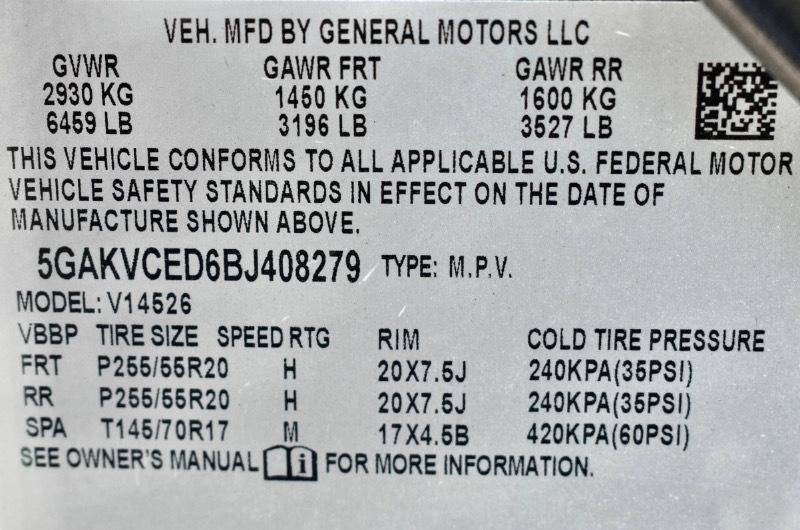 VEH. MFD BY GENERAL MOTORS LLC
GVWR GAWR FRT GAWR RR
2930 KG 1450 KG 1600 KG
6459 LB 3196 LB 3527 LB
THIS VEHICLE CONFORMS TO ALL APPLICABLE U.S. FEDERAL MOTOR
VEHICLE SAFETY STANDARDS IN EFFECT ON THE DATE OF
MANUFACTURE SHOWN ABOVE.
5GAKVCED6BJ408279 TYPE: M.P.V.
MODEL: V14526
VBBP TIRE SIZE SPEED RTG RIM COLD TIRE PRESSURE
FRT P255/55R20 H 20X7.5J 240KPA(35PSI)
RR P255/55R20 H 20X7.5J 240KPA(35PSI)
SPA T145/70R17 M 17X4.5B 420KPA(60PSI)
SEE OWNER'S MANUAL i FOR MORE INFORMATION.